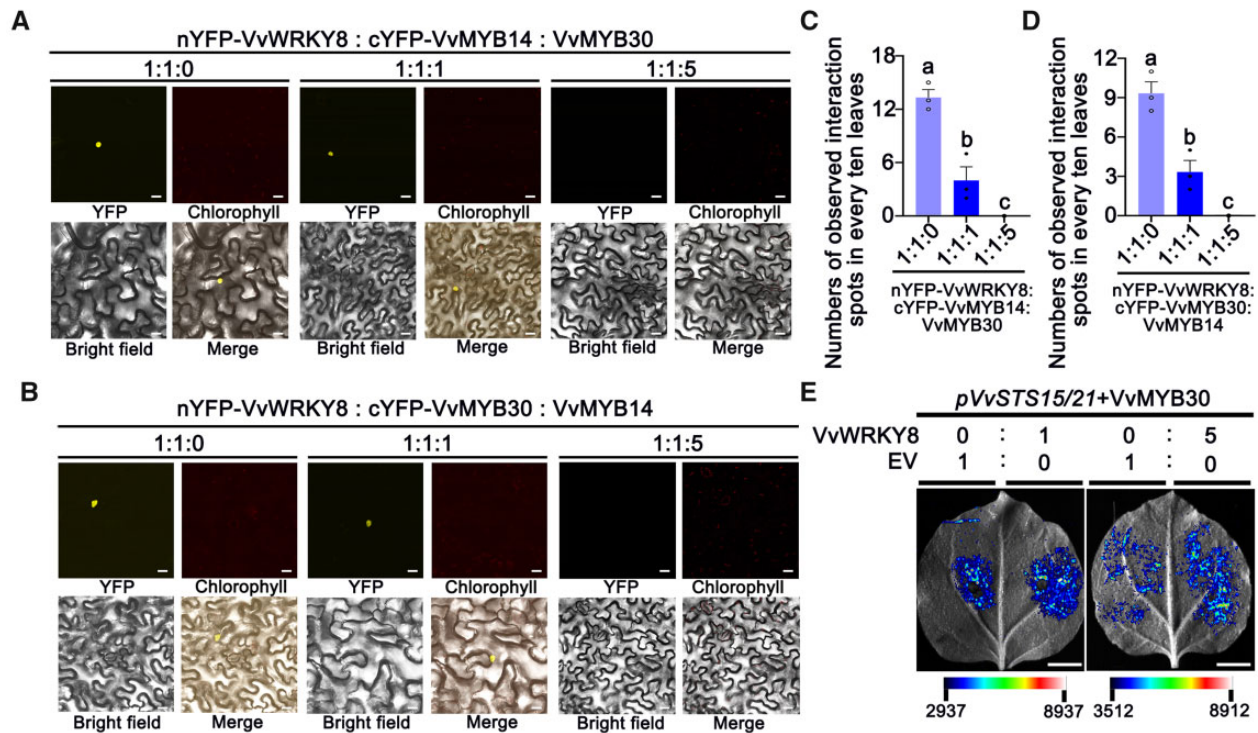 A
nYFP-VvWRKY8 : cYFP-VvMYB14 : VvMYB30
1:1:0 1:1:1 1:1:5
YFP Chlorophyll YFP Chlorophyll YFP Chlorophyll
Bright field Merge Bright field Merge Bright field Merge
B
nYFP-VvWRKY8 : cYFP-VvMYB30 : VvMYB14
1:1:0 1:1:1 1:1:5
YFP Chlorophyll YFP Chlorophyll YFP Chlorophyll
Bright field Merge Bright field Merge Bright field Merge
C
Numbers of observed interaction
spots in every ten leaves
18
12
6
0
a
b
c
1:1:0 1:1:1 1:1:5
nYFP-VvWRKY8:
cYFP-VvMYB14:
VvMYB30
D
Numbers of observed interaction
spots in every ten leaves
12
9
6
3
0
a
b
c
1:1:0 1:1:1 1:1:5
nYFP-VvWRKY8:
cYFP-VvMYB30:
VvMYB14
E
pVvSTS15/21+VvMYB30
VvWRKY8 0 : 1 0 : 5
EV 1 : 0 1 : 0
2937 8937 3512 8912